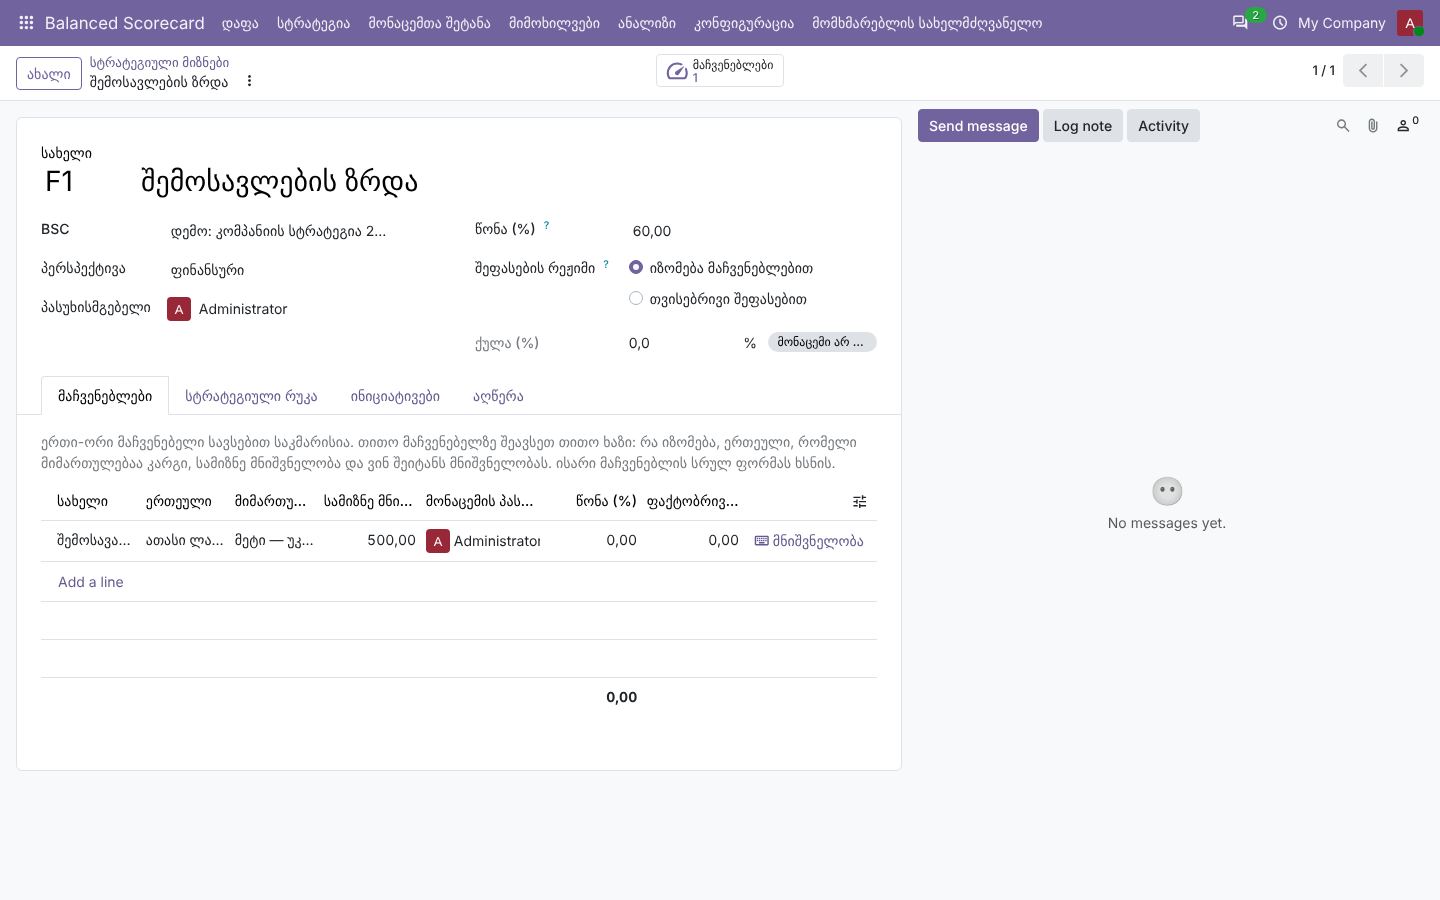 Balanced Scorecard დაფა სტრატეგია მონაცემთა შეტანა მიმოხილვები ანალიზი კონფიგურაცია მომხმარებლის სახელმძღვანელო 2 My Company A
ახალი
სტრატეგიული მიზნები
შემოსავლების ზრდა
მაჩვენებლები
1
1 / 1
Send message Log note Activity 0
სახელი
F1 შემოსავლების ზრდა
BSC დემო: კომპანიის სტრატეგია 2...
წონა (%) ? 60,00
პერსპექტივა ფინანსური
შეფასების რეჟიმი ? იზომება მაჩვენებლებით
თვისებრივი შეფასებით
პასუხისმგებელი A Administrator
ქულა (%) 0,0 % მონაცემი არ ...
მაჩვენებლები სტრატეგიული რუკა ინიციატივები აღწერა
ერთი-ორი მაჩვენებელი სავსებით საკმარისია. თითო მაჩვენებელზე შეავსეთ თითო ხაზი: რა იზომება, ერთეული, რომელი
მიმართულებაა კარგი, სამიზნე მნიშვნელობა და ვინ შეიტანს მნიშვნელობას. ისარი მაჩვენებლის სრულ ფორმას ხსნის.
სახელი ერთეული მიმართუ... სამიზნე მნი... მონაცემის პას... წონა (%) ფაქტობრივ...
შემოსავა... ათასი ლა... მეტი — უკ... 500,00 A Administrator 0,00 0,00 მნიშვნელობა
Add a line
0,00
No messages yet.